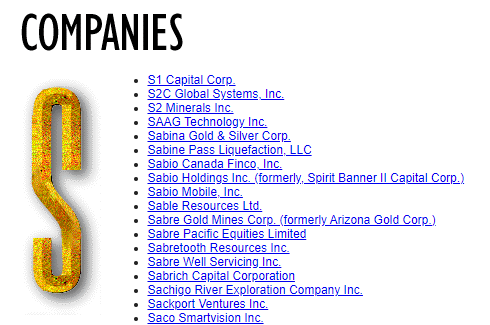 COMPANIES
S
S1 Capital Corp.
S2C Global Systems, Inc.
S2 Minerals Inc.
SAAG Technology Inc.
Sabina Gold & Silver Corp.
Sabine Pass Liquefaction, LLC
Sabio Canada Finco, Inc.
Sabio Holdings Inc. (formerly, Spirit Banner II Capital Corp.)
Sabio Mobile, Inc.
Sable Resources Ltd.
Sabre Gold Mines Corp. (formerly Arizona Gold Corp.)
Sabre Pacific Equities Limited
Sabretooth Resources Inc.
Sabre Well Servicing Inc.
Sabrich Capital Corporation
Sachigo River Exploration Company Inc.
Sackport Ventures Inc.
Saco Smartvision Inc.